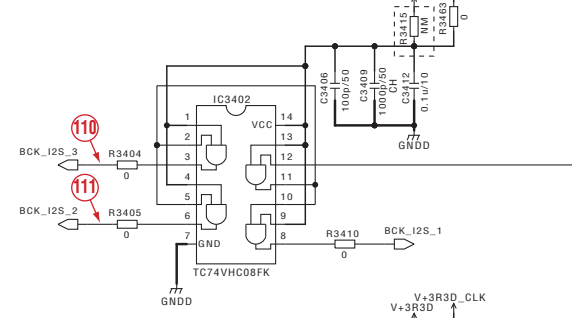 R3415
NM
R3463
0
C3406
100p/50
C3409
1000p/50
CH
C3412
0.1u/10
GNDD
IC3402
1
14
VCC
110
2
13
BCK_I2S_3
R3404
3
12
0
4
11
111
5
10
BCK_I2S_2
R3405
6
9
0
7
GND
8
R3410
BCK_I2S_1
0
TC74VHC08FK
GNDD
V+3R3D_CLK
V+3R3D